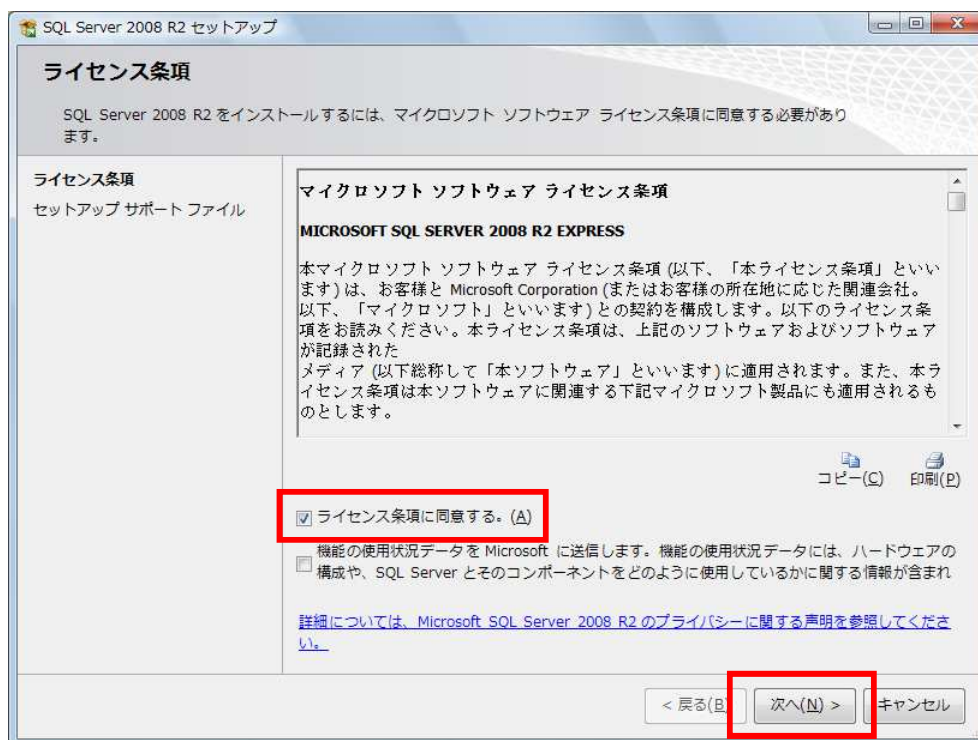 SQL Server 2008 R2 セットアップ
ライセンス条項
SQL Server 2008 R2 をインストールするには、マイクロソフト ソフトウェア ライセンス条項に同意する必要があり
ます。
ライセンス条項
セットアップ サポート ファイル
マイクロソフト ソフトウェア ライセンス条項
MICROSOFT SQL SERVER 2008 R2 EXPRESS
本マイクロソフト ソフトウェア ライセンス条項 (以下、「本ライセンス条項」といい
ます) は、お客様と Microsoft Corporation (またはお客様の所在地に応じた関連会社。
以下、「マイクロソフト」といいます) との契約を構成します。以下のライセンス条
項をお読みください。本ライセンス条項は、上記のソフトウェアおよびソフトウェア
が記録された
メディア (以下総称して「本ソフトウェア」といいます) に適用されます。また、本ラ
イセンス条項は本ソフトウェアに関連する下記マイクロソフト製品にも適用されるも
のとします。
コピー(C) 印刷(P)
ライセンス条項に同意する。(A)
機能の使用状況データを Microsoft に送信します。機能の使用状況データには、ハードウェアの
構成や、SQL Server とそのコンポーネントをどのように使用しているかに関する情報が含まれ
詳細については、Microsoft SQL Server 2008 R2 のプライバシーに関する声明を参照してくださ
い。
< 戻る(B) 次へ(N) > キャンセル